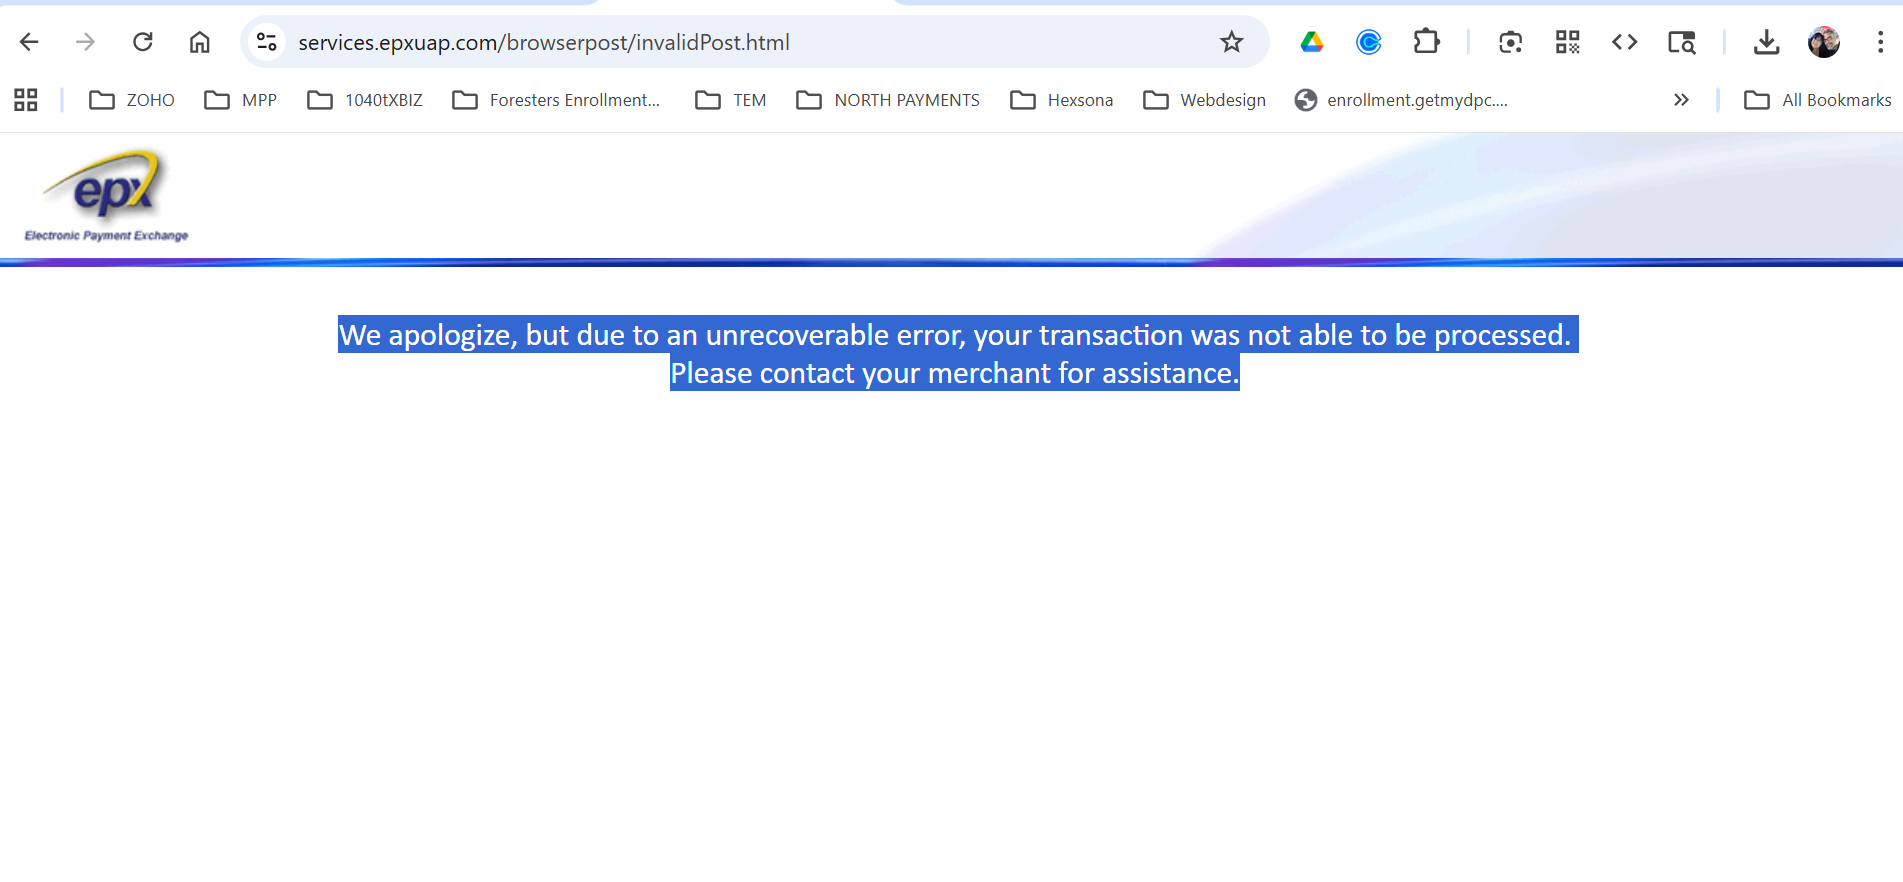 services.epxuap.com/browserpost/invalidPost.html
ZOHO MPP 1040tXBIZ Foresters Enrollment... TEM NORTH PAYMENTS Hexsona Webdesign enrollment.getmydpc.... All Bookmarks
epx
Electronic Payment Exchange
We apologize, but due to an unrecoverable error, your transaction was not able to be processed.
Please contact your merchant for assistance.